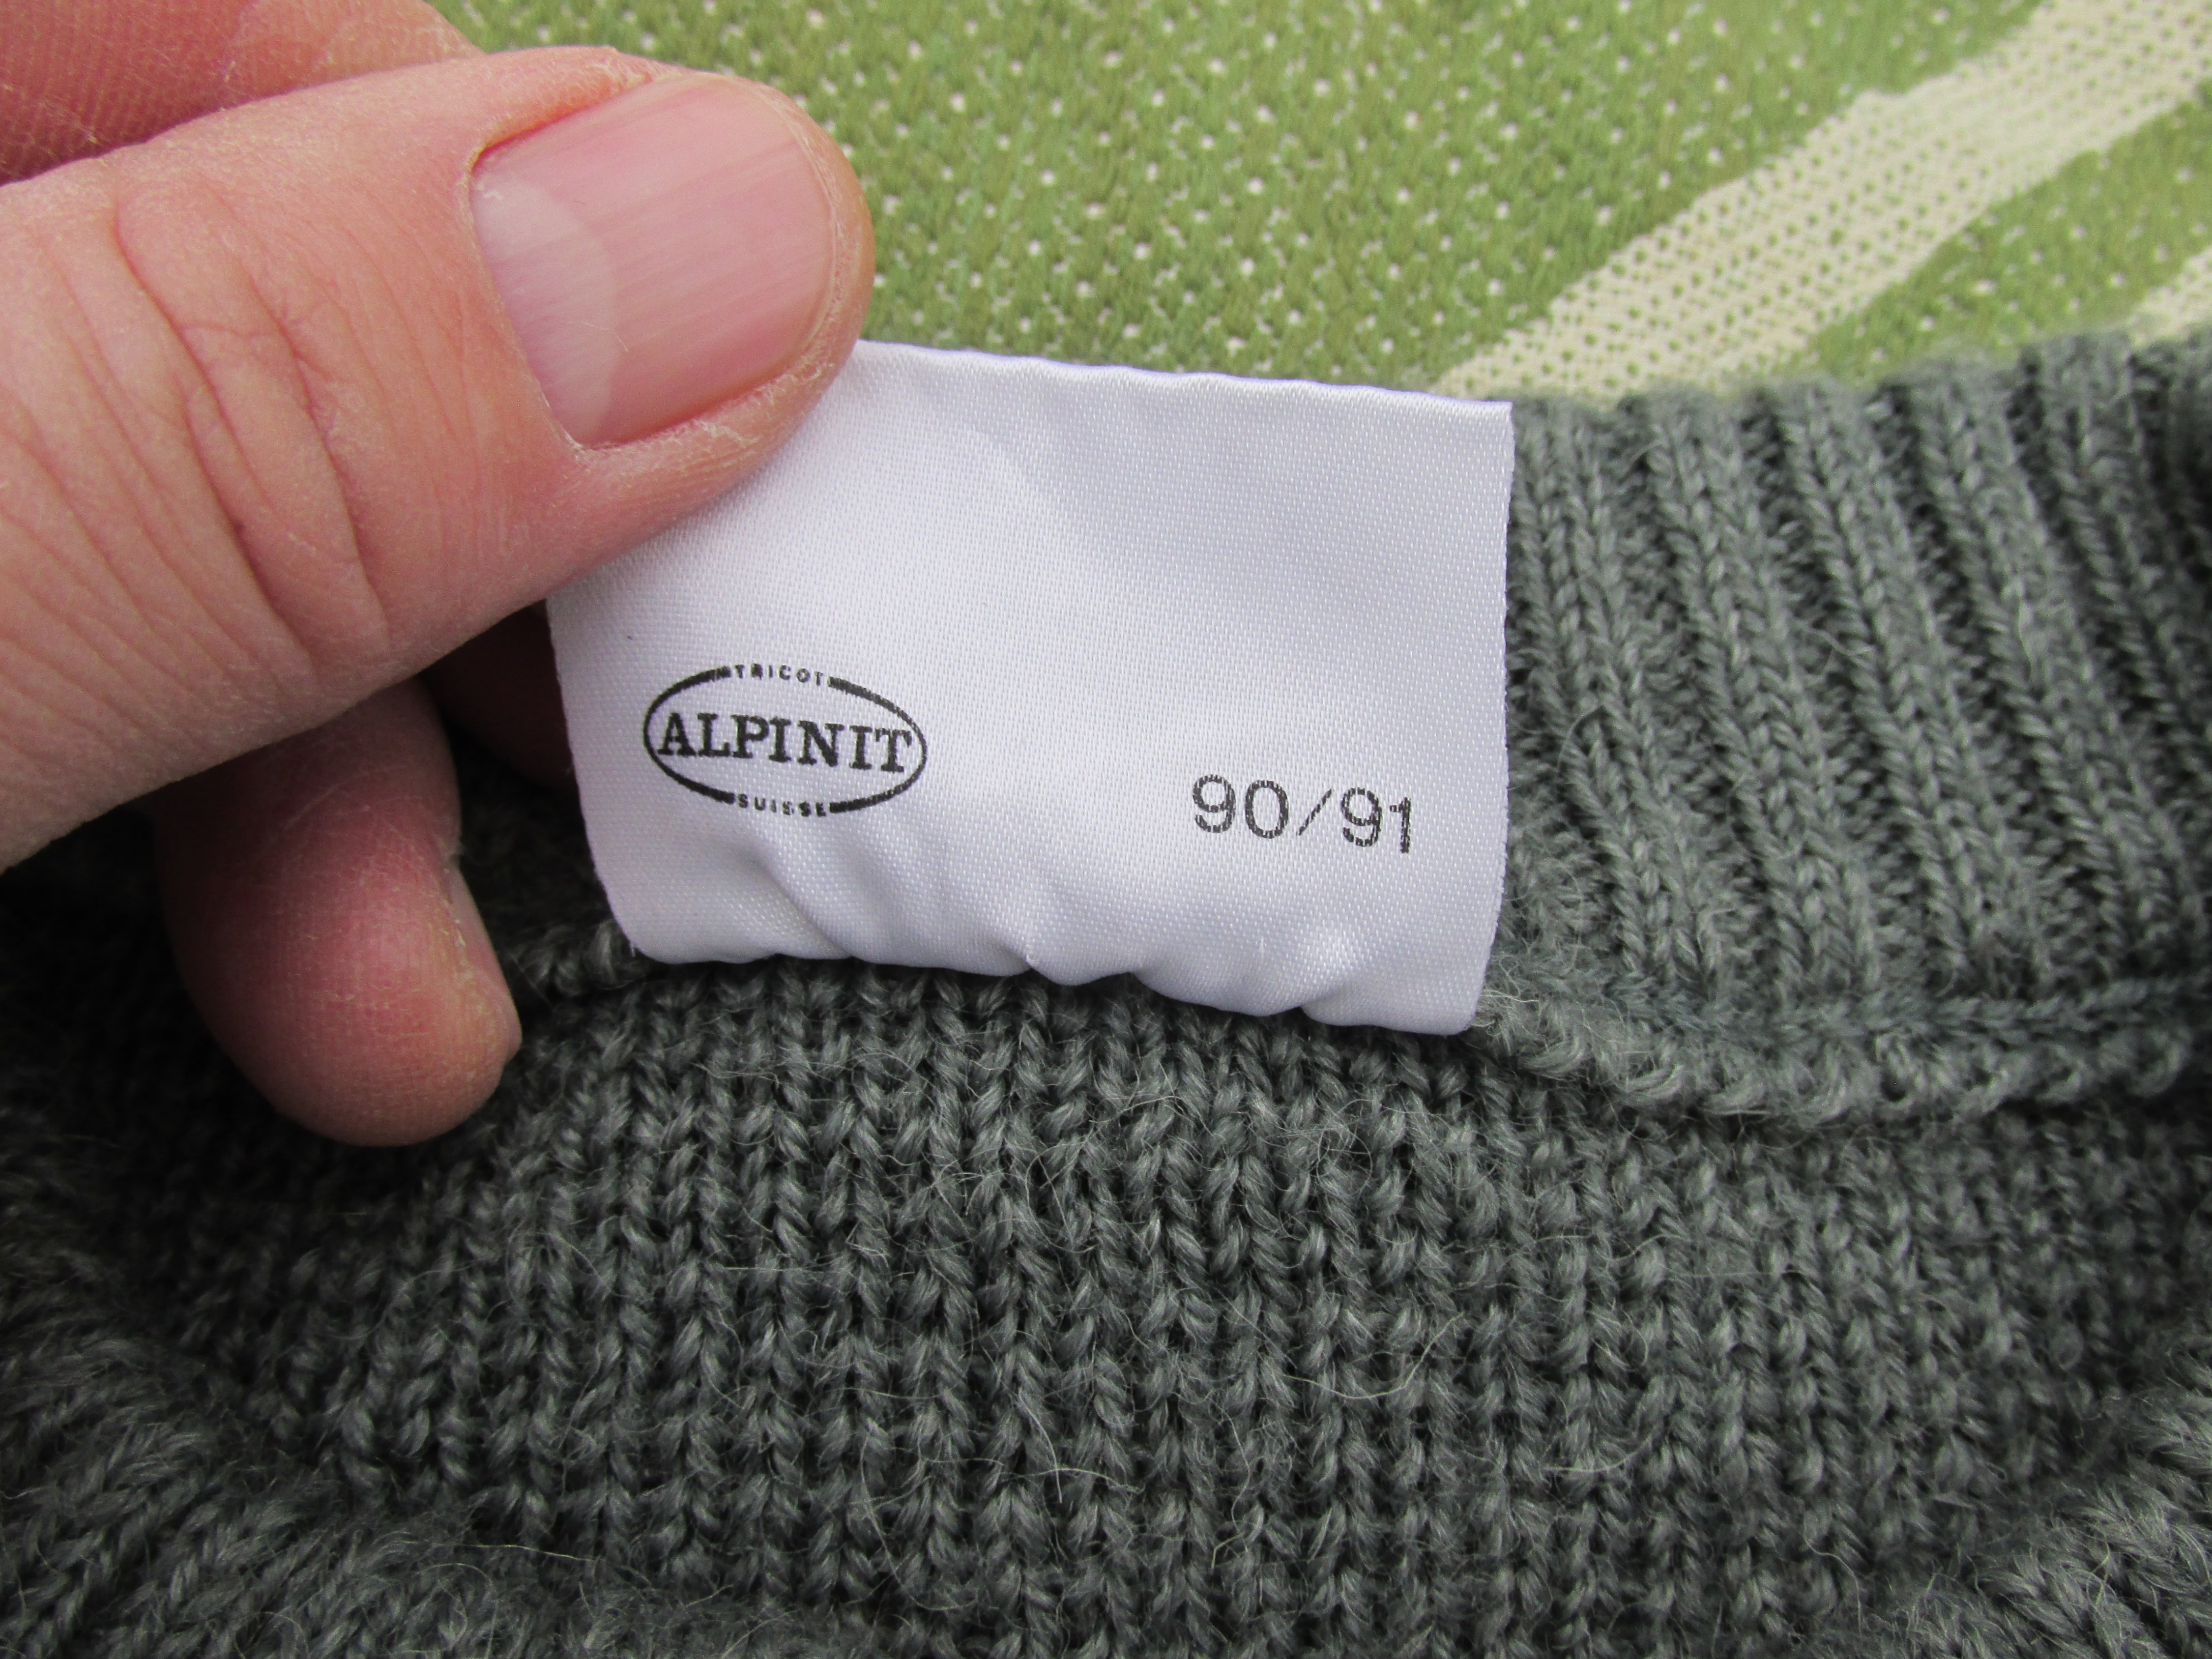 TRICOT
ALPINIT
SUISSE
90/91